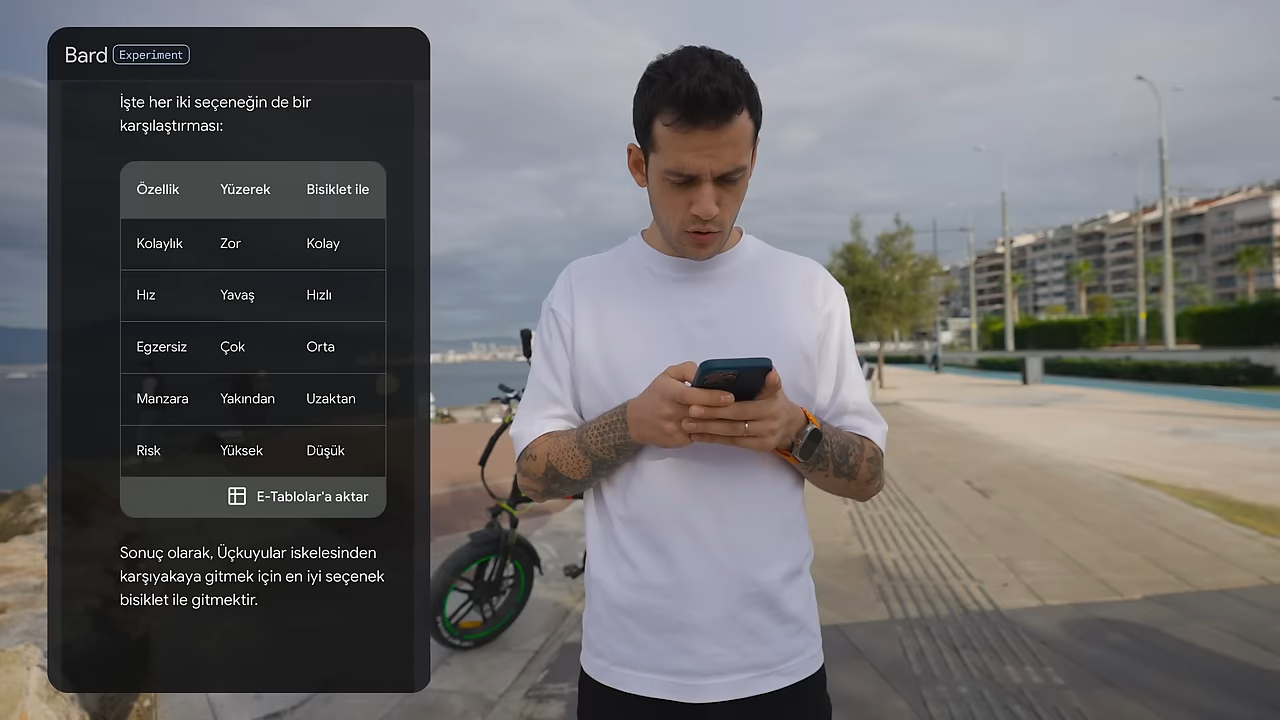 Bard Experiment
İşte her iki seçeneğin de bir
karşılaştırması:
Özellik Yüzerek Bisiklet ile
Kolaylık Zor Kolay
Hız Yavaş Hızlı
Egzersiz Çok Orta
Manzara Yakından Uzaktan
Risk Yüksek Düşük
E-Tablolar'a aktar
Sonuç olarak, Üçkuyular iskelesinden
karşıyakaya gitmek için en iyi seçenek
bisiklet ile gitmektir.